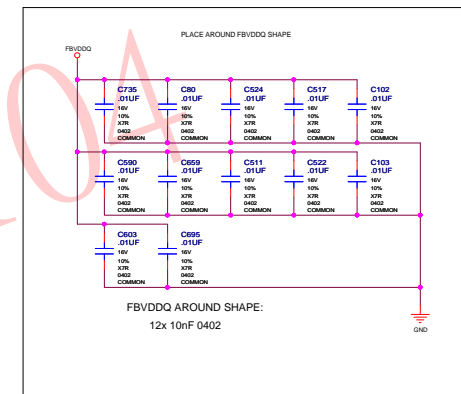 PLACE AROUND FBVDDQ SHAPE
FBVDDQ
C735 C80 C524 C517 C102
.01UF .01UF .01UF .01UF .01UF
16V 16V 16V 16V 16V
10% 10% 10% 10% 10%
X7R X7R X7R X7R X7R
0402 0402 0402 0402 0402
COMMON COMMON COMMON COMMON COMMON
C590 C659 C511 C522 C103
.01UF .01UF .01UF .01UF .01UF
16V 16V 16V 16V 16V
10% 10% 10% 10% 10%
X7R X7R X7R X7R X7R
0402 0402 0402 0402 0402
COMMON COMMON COMMON COMMON COMMON
C603 C695
.01UF .01UF
16V 16V
10% 10%
X7R X7R
0402 0402
COMMON COMMON
FBVDDQ AROUND SHAPE:
12x 10nF 0402
GND
04